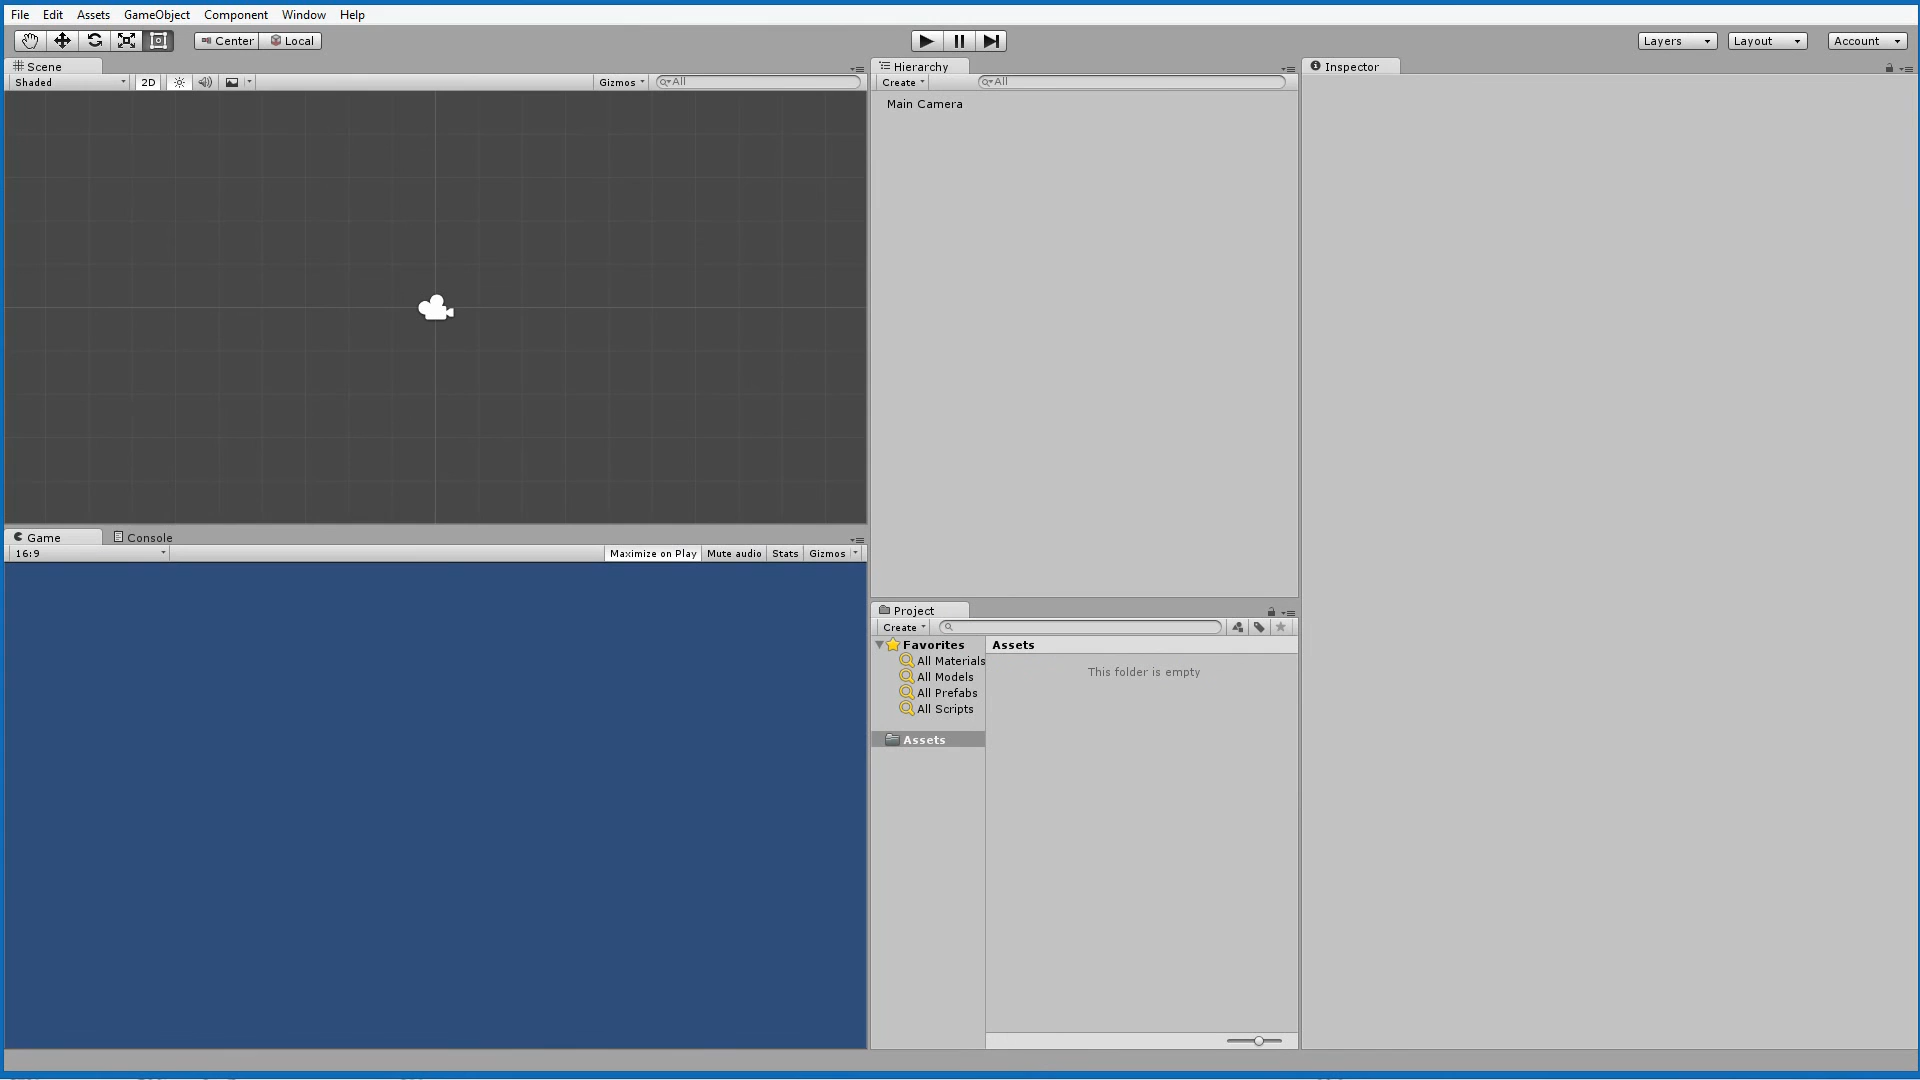 File Edit Assets GameObject Component Window Help
Center Local
Layers Layout Account
Scene
Shaded 2D Gizmos All
Hierarchy
Create All
Main Camera
Inspector
Game Console
16:9 Maximize on Play Mute audio Stats Gizmos
Project
Create
Favorites
All Materials
All Models
All Prefabs
All Scripts
Assets
Assets
This folder is empty